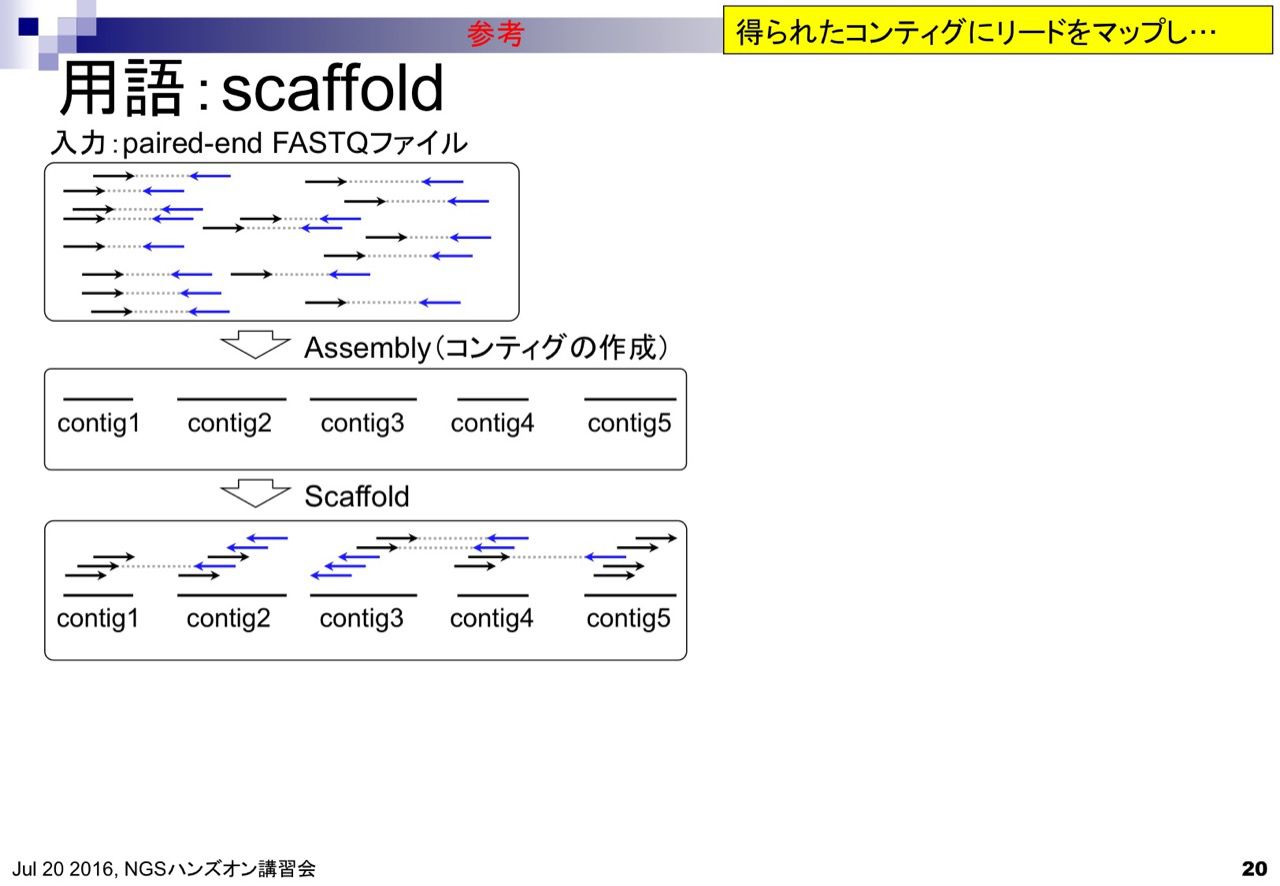 参考
得られたコンティグにリードをマップし…
用語：scaffold
入力：paired-end FASTQファイル
Assembly（コンティグの作成）
contig1 contig2 contig3 contig4 contig5
Scaffold
contig1 contig2 contig3 contig4 contig5
Jul 20 2016, NGSハンズオン講習会
20